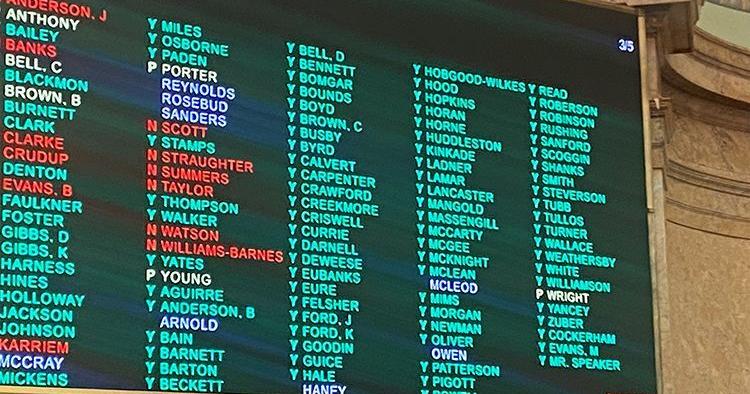 3/5
ANDERSON, J
ANTHONY
BAILEY
BANKS
BELL, C
BLACKMON
BROWN, B
BURNETT
CLARK
CLARKE
CRUDUP
DENTON
EVANS, B
FAULKNER
FOSTER
GIBBS, D
GIBBS, K
HARNESS
HINES
HOLLOWAY
JACKSON
JOHNSON
KARRIEM
MCCRAY
MICKENS
Y MILES
Y OSBORNE
Y PADEN
P PORTER
REYNOLDS
ROSEBUD
SANDERS
N SCOTT
Y STAMPS
N STRAUGHTER
N SUMMERS
N TAYLOR
Y THOMPSON
Y WALKER
N WATSON
N WILLIAMS-BARNES
Y YATES
P YOUNG
Y AGUIRRE
Y ANDERSON, B
ARNOLD
Y BAIN
Y BARNETT
Y BARTON
Y BECKETT
Y BELL, D
Y BENNETT
Y BOMGAR
Y BOUNDS
Y BOYD
Y BROWN, C
Y BUSBY
Y BYRD
Y CALVERT
Y CARPENTER
Y CRAWFORD
Y CREEKMORE
Y CRISWELL
Y CURRIE
Y DARNELL
Y DEWEESE
Y EUBANKS
Y EURE
Y FELSHER
Y FORD, J
Y FORD, K
Y GOODIN
Y GUICE
Y HALE
HANEY
Y HOBGOOD-WILKES
Y HOOD
Y HOPKINS
Y HORAN
Y HORNE
Y HUDDLESTON
Y KINKADE
Y LADNER
Y LAMAR
Y LANCASTER
Y MANGOLD
Y MASSENGILL
Y MCCARTY
Y MCGEE
Y MCKNIGHT
Y MCLEAN
MCLEOD
Y MIMS
Y MORGAN
Y NEWMAN
Y OLIVER
OWEN
Y PATTERSON
Y PIGOTT
Y READ
Y ROBERSON
Y ROBINSON
Y RUSHING
Y SANFORD
Y SCOGGIN
Y SHANKS
Y SMITH
Y STEVERSON
Y TUBB
Y TULLOS
Y TURNER
Y WALLACE
Y WEATHERSBY
Y WHITE
Y WILLIAMSON
P WRIGHT
Y YANCEY
Y ZUBER
Y COCKERHAM
Y EVANS, M
Y MR. SPEAKER